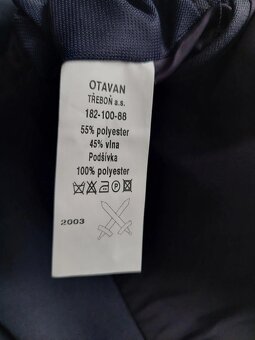 OTAVAN
TŘEBOŇ a.s.
182-100-88
55% polyester
45% vlna
Podšívka
100% polyester
2003